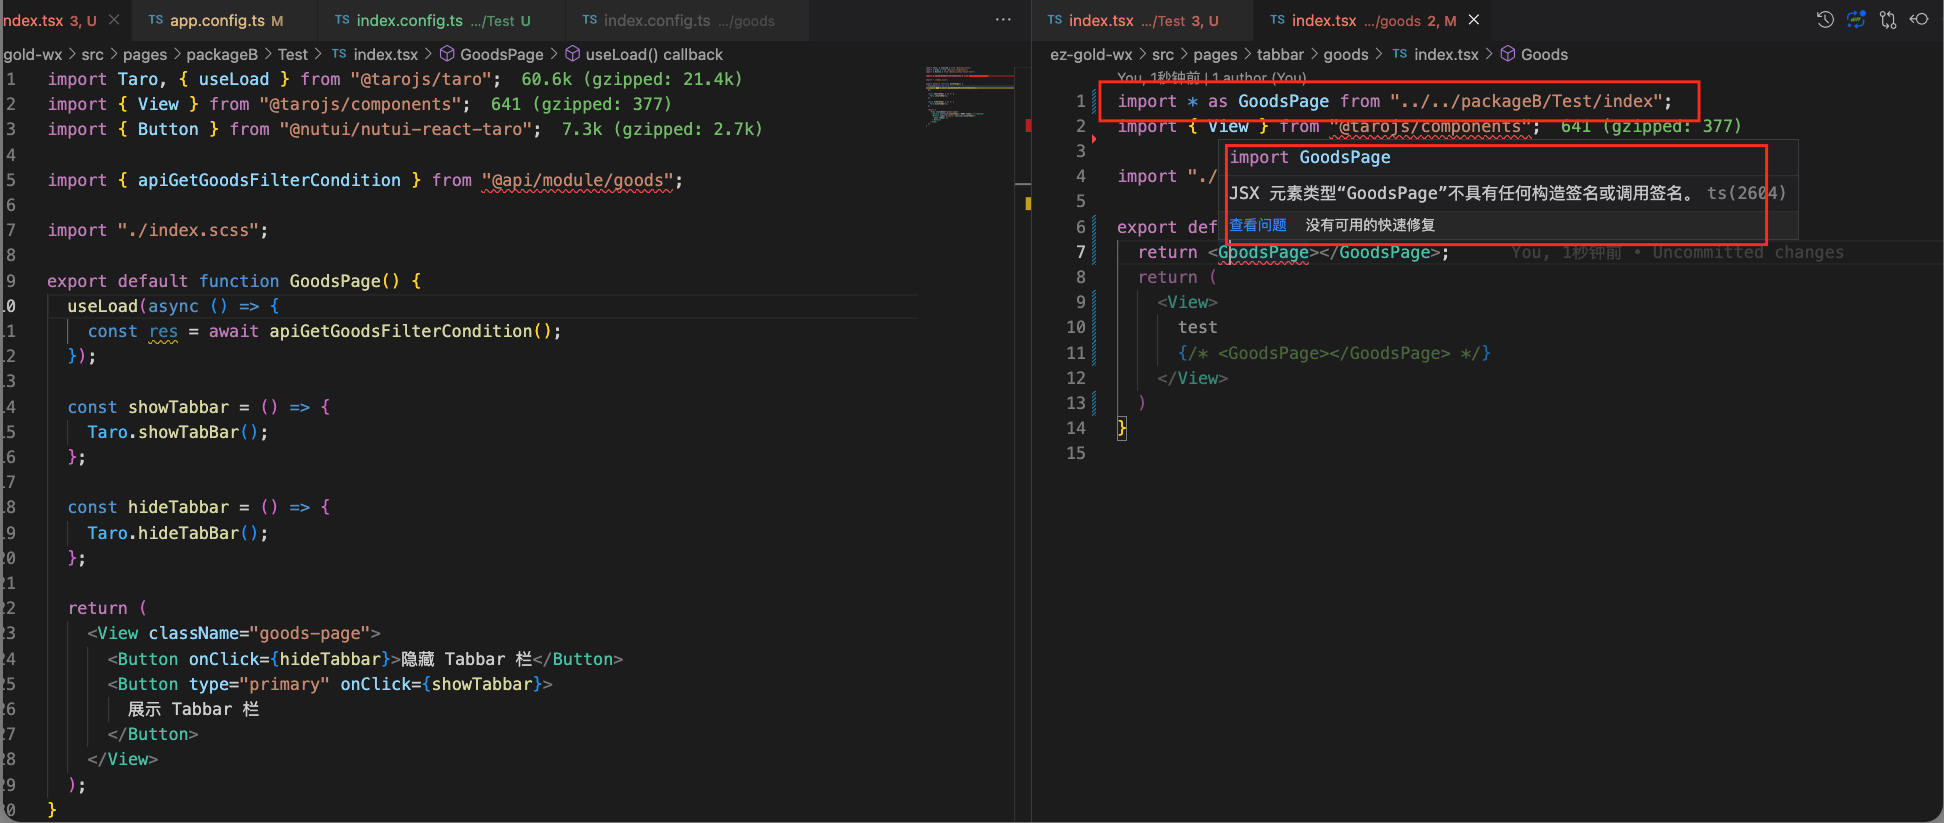 ndex.tsx 3, U × TS app.config.ts M TS index.config.ts .../Test U TS index.config.ts .../goods ···
gold-wx > src > pages > packageB > Test > TS index.tsx > GoodsPage > useLoad() callback
1 import Taro, { useLoad } from "@tarojs/taro"; 60.6k (gzipped: 21.4k)
2 import { View } from "@tarojs/components"; 641 (gzipped: 377)
3 import { Button } from "@nutui/nutui-react-taro"; 7.3k (gzipped: 2.7k)
4
5 import { apiGetGoodsFilterCondition } from "@api/module/goods";
6
7 import "./index.scss";
8
9 export default function GoodsPage() {
.0 useLoad(async () => {
.1 const res = await apiGetGoodsFilterCondition();
.2 });
.3
.4 const showTabbar = () => {
.5 Taro.showTabBar();
.6 };
.7
.8 const hideTabbar = () => {
.9 Taro.hideTabBar();
20 };
21
22 return (
23 <View className="goods-page">
24 <Button onClick={hideTabbar}>隐藏 Tabbar 栏</Button>
25 <Button type="primary" onClick={showTabbar}>
26 展示 Tabbar 栏
27 </Button>
28 </View>
29 );
30 }
TS index.tsx .../Test 3, U TS index.tsx .../goods 2, M ×
ez-gold-wx > src > pages > tabbar > goods > TS index.tsx > Goods
You, 1秒钟前 | 1 author (You)
1 import * as GoodsPage from "../../packageB/Test/index";
2 import { View } from "@tarojs/components"; 641 (gzipped: 377)
3
import GoodsPage
4 import "./
JSX 元素类型“GoodsPage”不具有任何构造签名或调用签名。 ts(2604)
5
6 export def
查看问题 没有可用的快速修复
7 return <GoodsPage></GoodsPage>; You, 1秒钟前 • Uncommitted changes
8 return (
9 <View>
10 test
11 {/* <GoodsPage></GoodsPage> */}
12 </View>
13 )
14 }
15